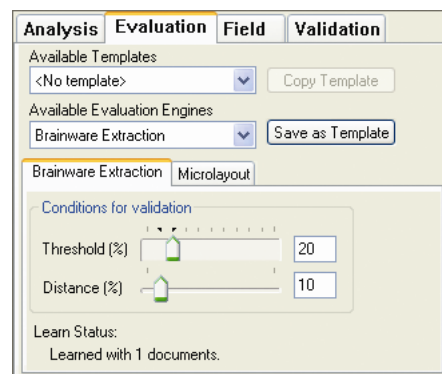 Analysis Evaluation Field Validation
Available Templates
<No template> Copy Template
Available Evaluation Engines
Brainware Extraction Save as Template
Brainware Extraction Microlayout
Conditions for validation
Threshold (%) 20
Distance (%) 10
Learn Status:
Learned with 1 documents.